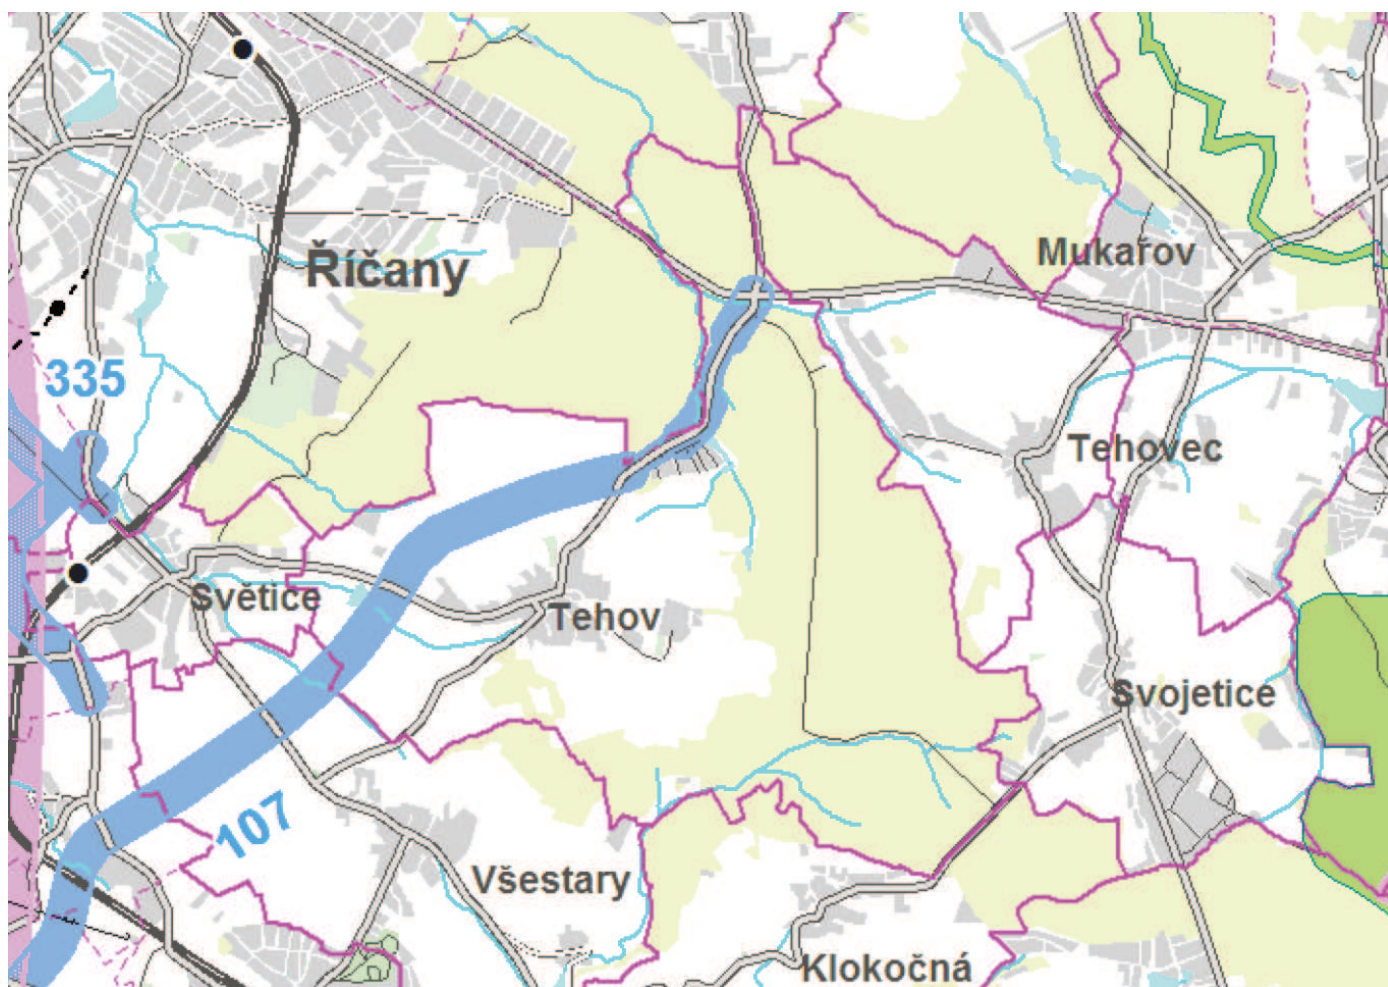 Mukařov
Říčany
335
Tehovec
Světice
Tehov
Svojetice
107
Všestary
Klokočná